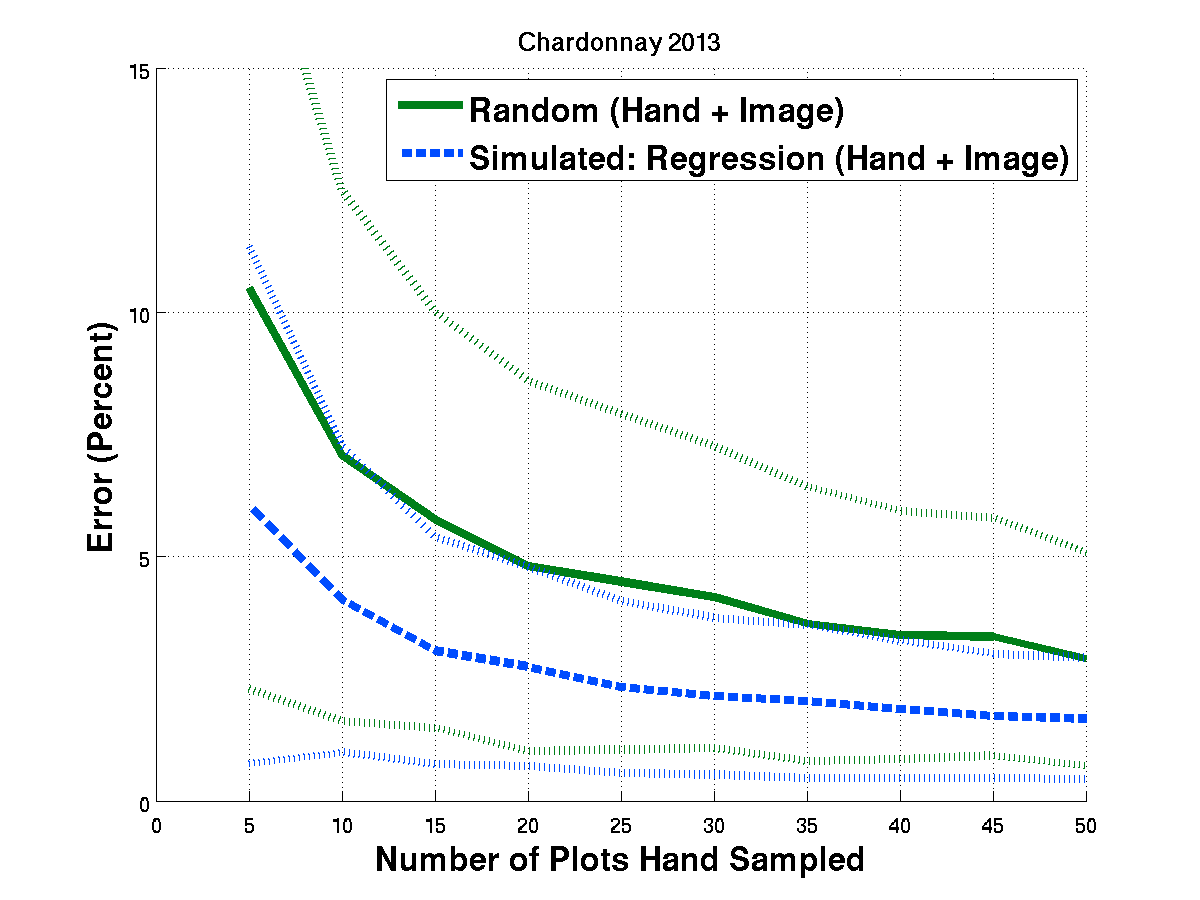 Chardonnay 2013
15
Random (Hand + Image)
Simulated: Regression (Hand + Image)
10
Error (Percent)
5
0
0 5 10 15 20 25 30 35 40 45 50
Number of Plots Hand Sampled